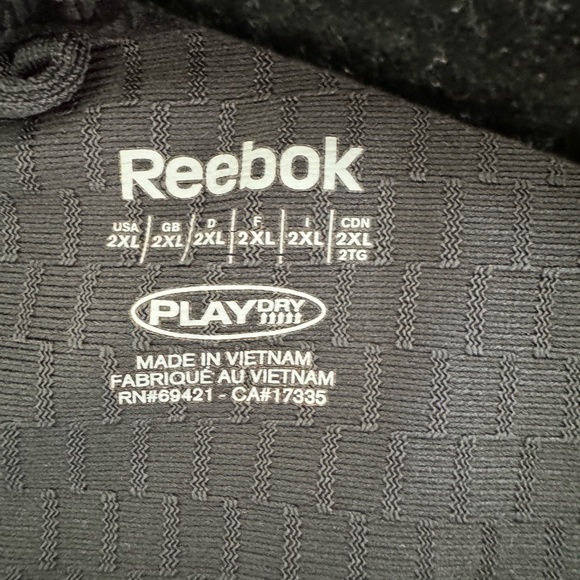 Reebok
USA GB D F I CDN
2XL 2XL 2XL 2XL 2XL 2XL
2TG
PLAYDRY
MADE IN VIETNAM
FABRIQUÉ AU VIETNAM
RN#69421 - CA#17335